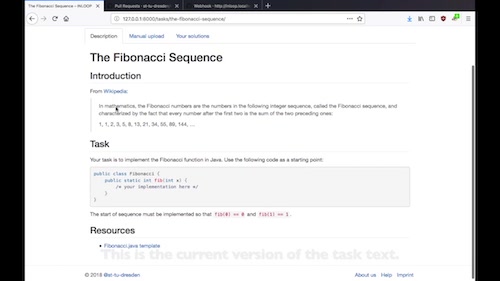 The Fibonacci Sequence – INLOOP
Pull Requests · st-tu-dresden/i
Webhook - http://inloop.tes
127.0.0.1:8000/tasks/the-fibonacci-sequence/
Description
Manual upload
Your solutions
The Fibonacci Sequence
Introduction
From Wikipedia:
In mathematics, the Fibonacci numbers are the numbers in the following integer sequence, called the Fibonacci sequence, and
characterized by the fact that every number after the first two is the sum of the two preceding ones:
1, 1, 2, 3, 5, 8, 13, 21, 34, 55, 89, 144, ...
Task
Your task is to implement the Fibonacci function in Java. Use the following code as a starting point:
public class Fibonacci {
public static int fib(int x) {
/* your implementation here */
}
}
The start of sequence must be implemented so that fib(0) == 0 and fib(1) == 1 .
Resources
Fibonacci.java template
This is the current version of the task text.
© 2018 @st-tu-dresden
About us Help Imprint